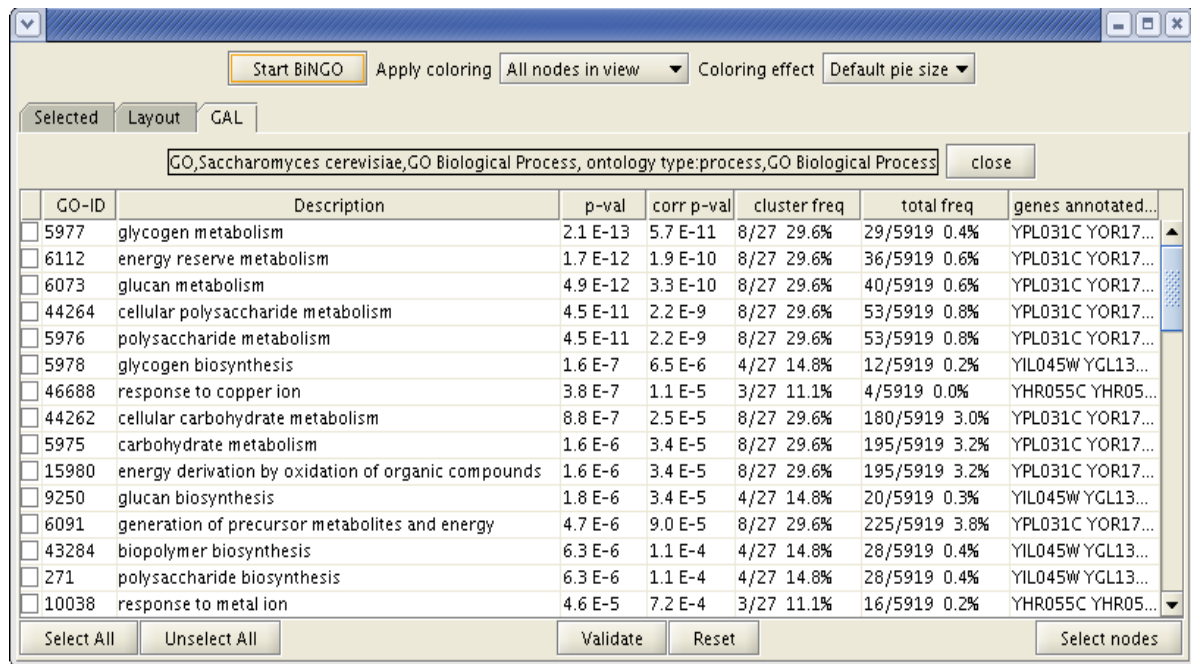 Start BiNGO Apply coloring All nodes in view Coloring effect Default pie size
Selected Layout GAL
GO,Saccharomyces cerevisiae,GO Biological Process, ontology type:process,GO Biological Process close
GO-ID Description p-val corr p-val cluster freq total freq genes annotated...
5977 glycogen metabolism 2.1 E-13 5.7 E-11 8/27 29.6% 29/5919 0.4% YPL031C YOR17...
6112 energy reserve metabolism 1.7 E-12 1.9 E-10 8/27 29.6% 36/5919 0.6% YPL031C YOR17...
6073 glucan metabolism 4.9 E-12 3.3 E-10 8/27 29.6% 40/5919 0.6% YPL031C YOR17...
44264 cellular polysaccharide metabolism 4.5 E-11 2.2 E-9 8/27 29.6% 53/5919 0.8% YPL031C YOR17...
5976 polysaccharide metabolism 4.5 E-11 2.2 E-9 8/27 29.6% 53/5919 0.8% YPL031C YOR17...
5978 glycogen biosynthesis 1.6 E-7 6.5 E-6 4/27 14.8% 12/5919 0.2% YIL045W YGL13...
46688 response to copper ion 3.8 E-7 1.1 E-5 3/27 11.1% 4/5919 0.0% YHR055C YHR05...
44262 cellular carbohydrate metabolism 8.8 E-7 2.5 E-5 8/27 29.6% 180/5919 3.0% YPL031C YOR17...
5975 carbohydrate metabolism 1.6 E-6 3.4 E-5 8/27 29.6% 195/5919 3.2% YPL031C YOR17...
15980 energy derivation by oxidation of organic compounds 1.6 E-6 3.4 E-5 8/27 29.6% 195/5919 3.2% YPL031C YOR17...
9250 glucan biosynthesis 1.8 E-6 3.4 E-5 4/27 14.8% 20/5919 0.3% YIL045W YGL13...
6091 generation of precursor metabolites and energy 4.7 E-6 9.0 E-5 8/27 29.6% 225/5919 3.8% YPL031C YOR17...
43284 biopolymer biosynthesis 6.3 E-6 1.1 E-4 4/27 14.8% 28/5919 0.4% YIL045W YGL13...
271 polysaccharide biosynthesis 6.3 E-6 1.1 E-4 4/27 14.8% 28/5919 0.4% YIL045W YGL13...
10038 response to metal ion 4.6 E-5 7.2 E-4 3/27 11.1% 16/5919 0.2% YHR055C YHR05...
Select All Unselect All Validate Reset Select nodes